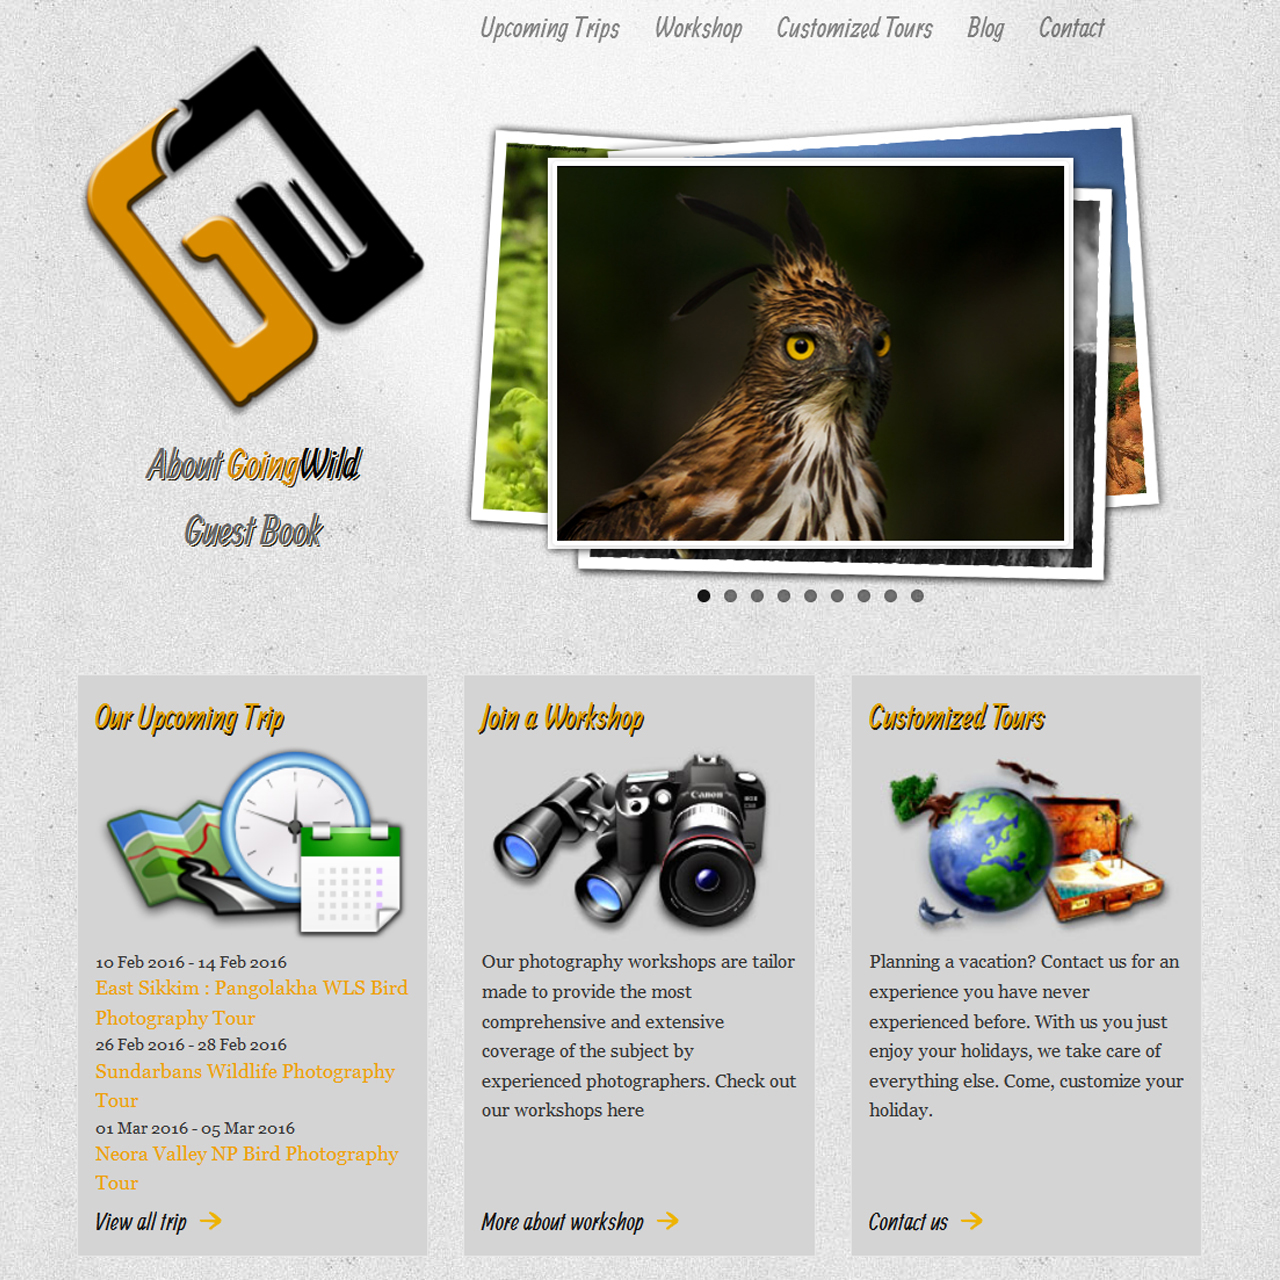 Upcoming Trips Workshop Customized Tours Blog Contact
About GoingWild
Guest Book
Our Upcoming Trip
10 Feb 2016 - 14 Feb 2016
East Sikkim : Pangolakha WLS Bird
Photography Tour
26 Feb 2016 - 28 Feb 2016
Sundarbans Wildlife Photography
Tour
01 Mar 2016 - 05 Mar 2016
Neora Valley NP Bird Photography
Tour
View all trip
Join a Workshop
Canon
Our photography workshops are tailor
made to provide the most
comprehensive and extensive
coverage of the subject by
experienced photographers. Check out
our workshops here
More about workshop
Customized Tours
Planning a vacation? Contact us for an
experience you have never
experienced before. With us you just
enjoy your holidays, we take care of
everything else. Come, customize your
holiday.
Contact us